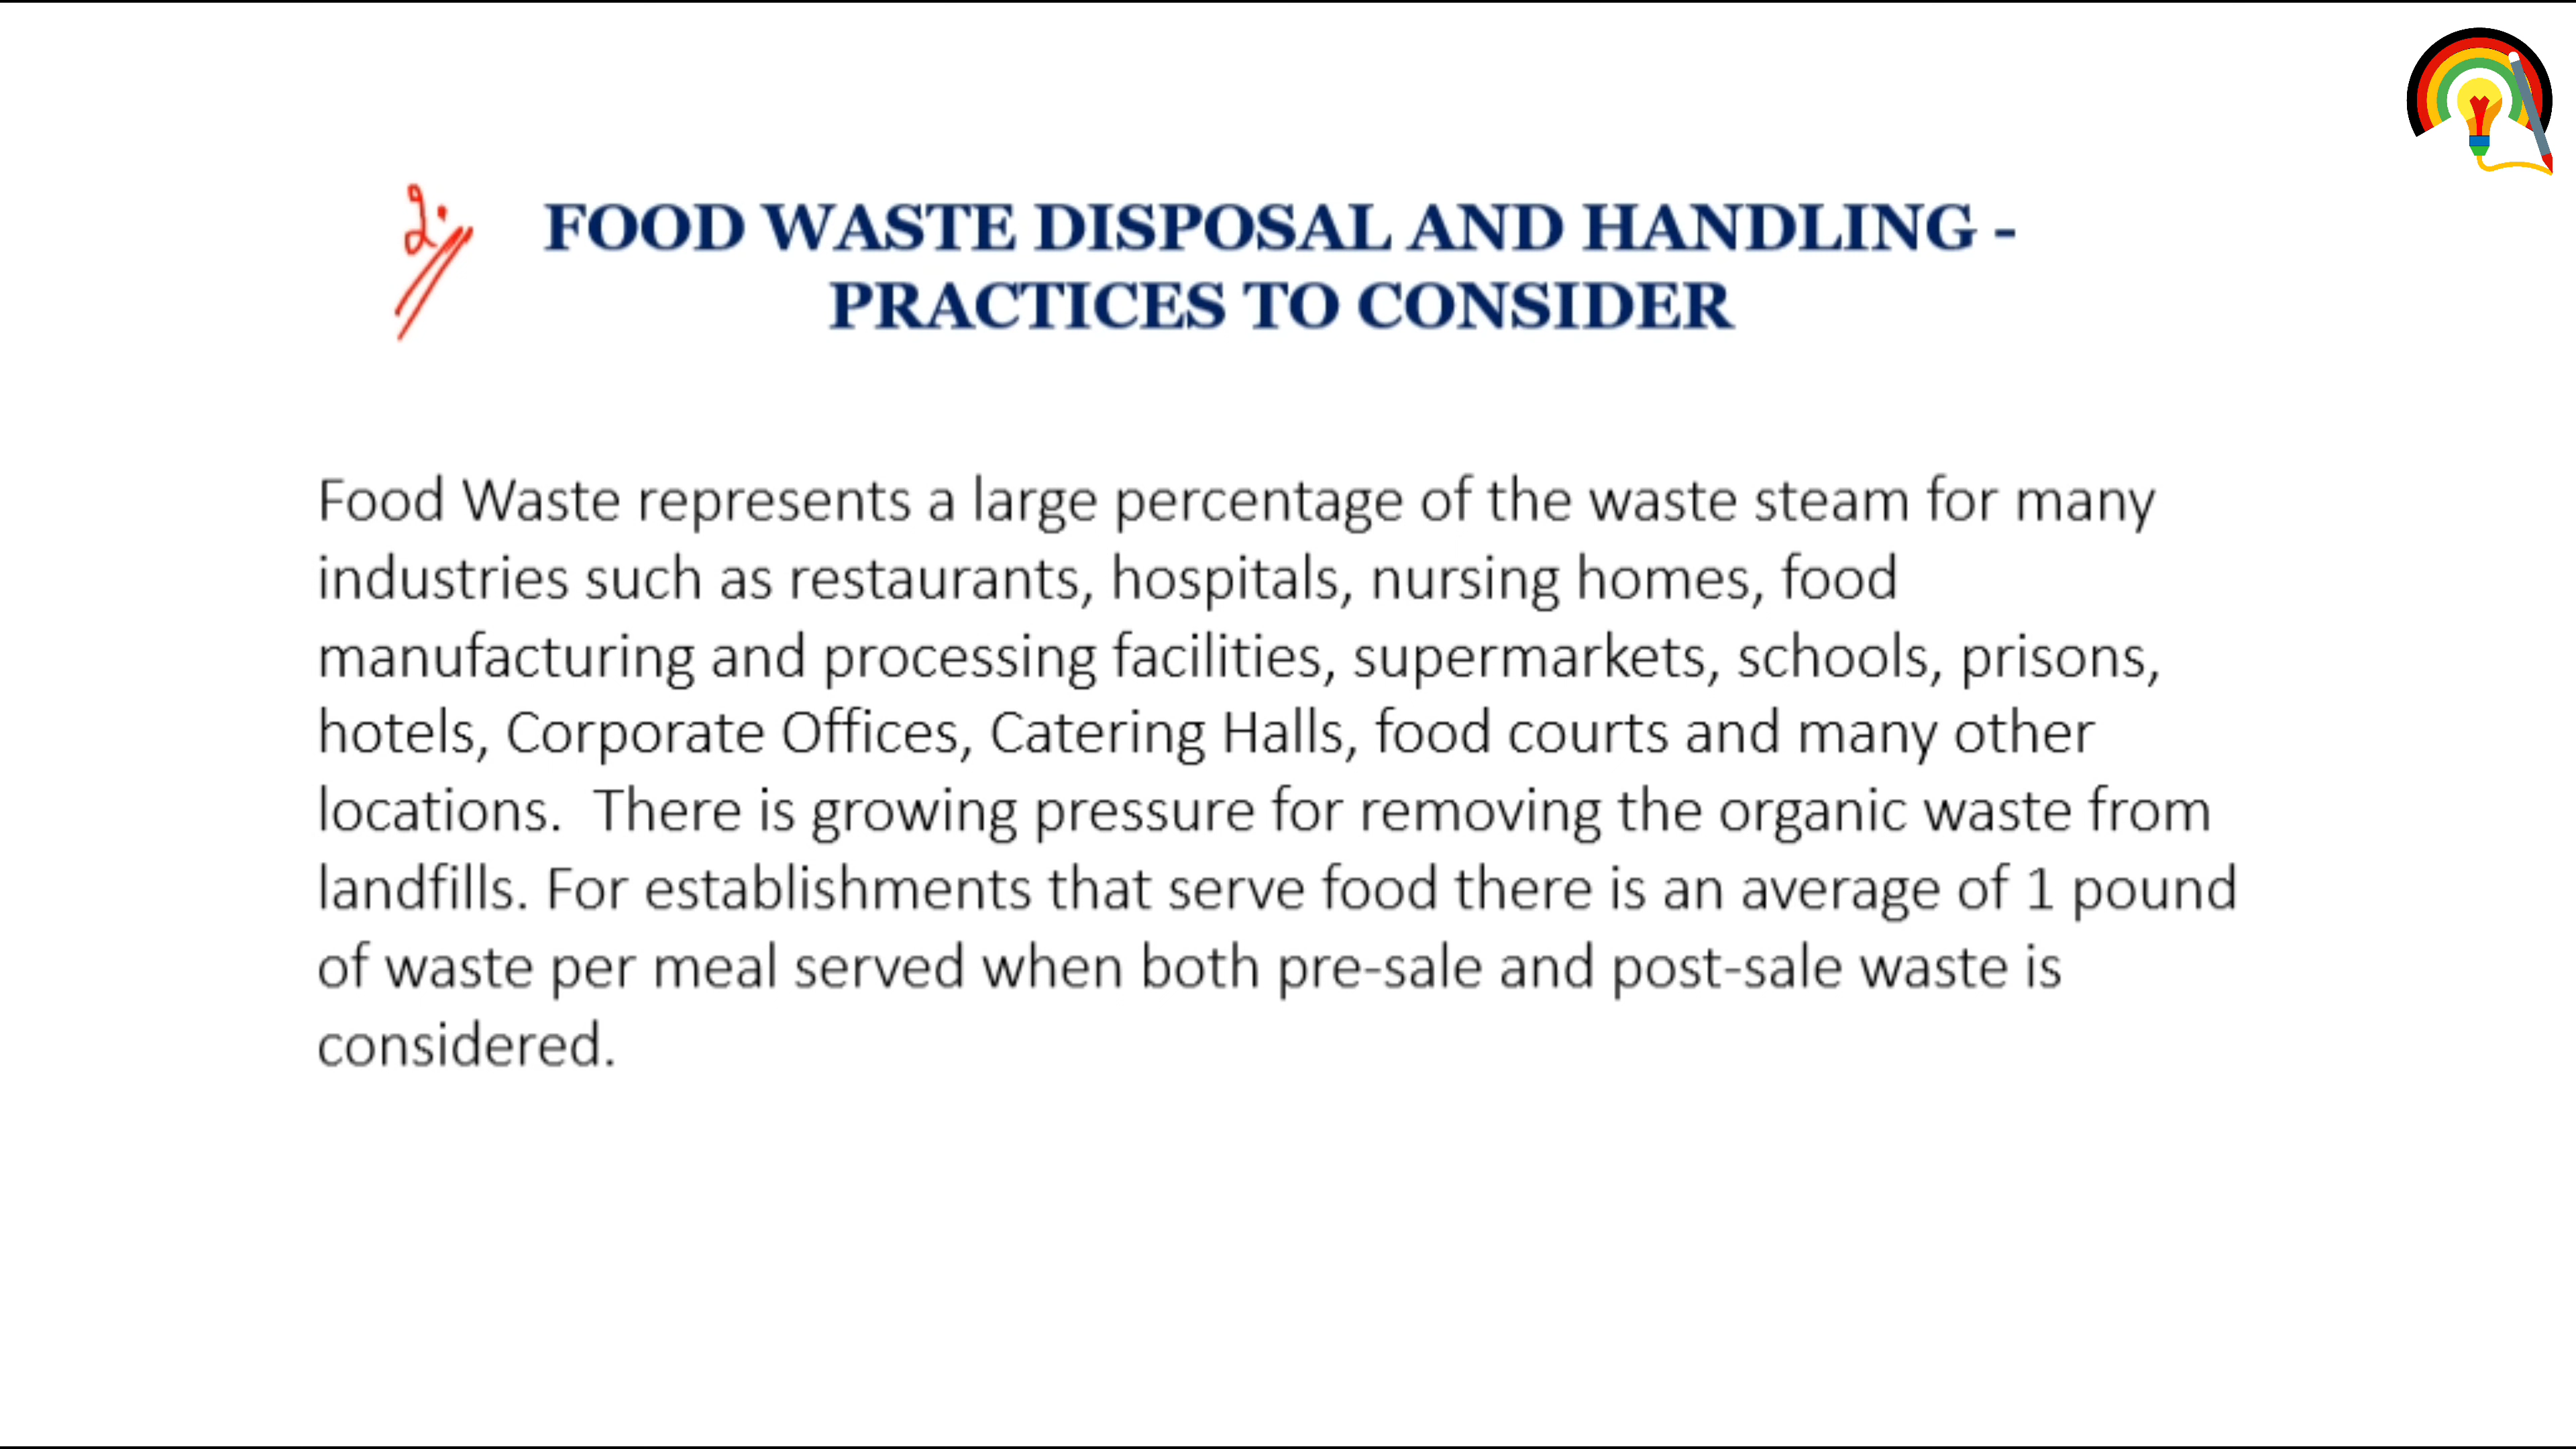 2.
FOOD WASTE DISPOSAL AND HANDLING -
PRACTICES TO CONSIDER
Food Waste represents a large percentage of the waste steam for many
industries such as restaurants, hospitals, nursing homes, food
manufacturing and processing facilities, supermarkets, schools, prisons,
hotels, Corporate Offices, Catering Halls, food courts and many other
locations.  There is growing pressure for removing the organic waste from
landfills. For establishments that serve food there is an average of 1 pound
of waste per meal served when both pre-sale and post-sale waste is
considered.